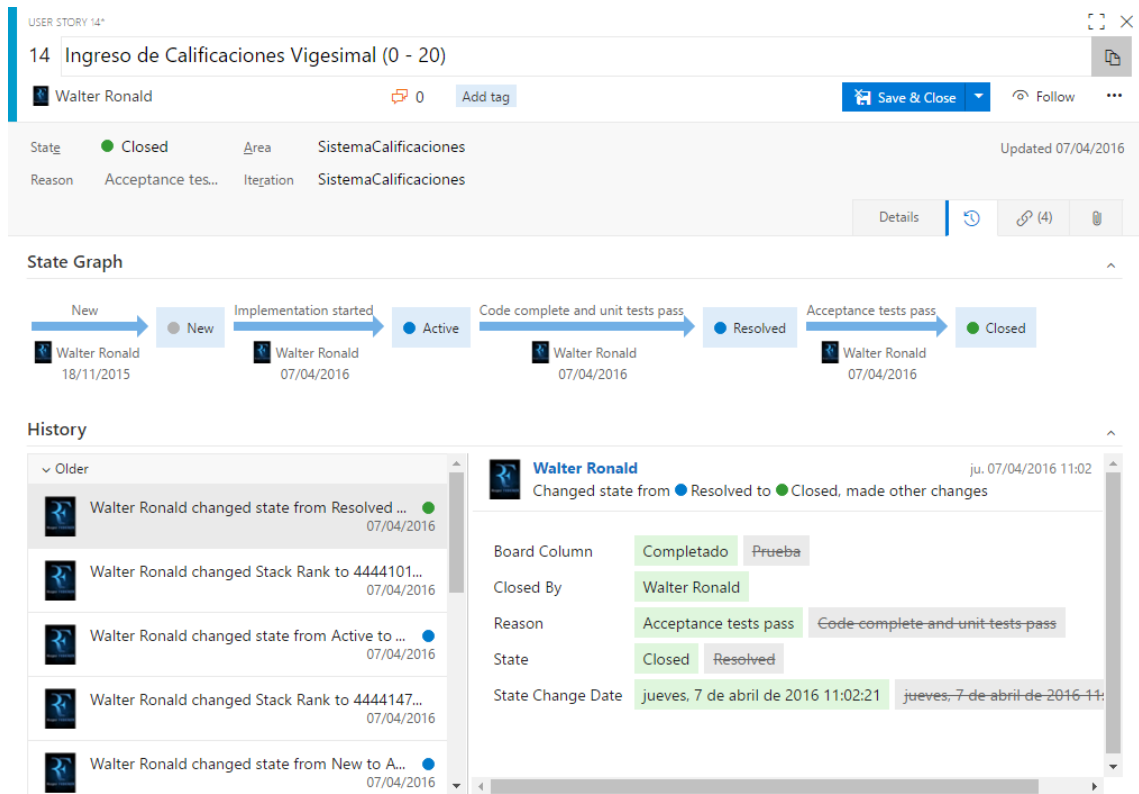 USER STORY 14*
14 Ingreso de Calificaciones Vigesimal (0 - 20)
Walter Ronald 0 Add tag Save & Close Follow
State Closed Area SistemaCalificaciones Updated 07/04/2016
Reason Acceptance tes... Iteration SistemaCalificaciones
Details (4)
State Graph
New Implementation started Code complete and unit tests pass Acceptance tests pass
New Active Resolved Closed
Walter Ronald Walter Ronald Walter Ronald Walter Ronald
18/11/2015 07/04/2016 07/04/2016 07/04/2016
History
Older
Walter Ronald changed state from Resolved ...
07/04/2016
Walter Ronald changed Stack Rank to 4444101...
07/04/2016
Walter Ronald changed state from Active to ...
07/04/2016
Walter Ronald changed Stack Rank to 4444147...
07/04/2016
Walter Ronald changed state from New to A...
07/04/2016
Walter Ronald ju. 07/04/2016 11:02
Changed state from Resolved to Closed, made other changes
Board Column Completado Prueba
Closed By Walter Ronald
Reason Acceptance tests pass Code complete and unit tests pass
State Closed Resolved
State Change Date jueves, 7 de abril de 2016 11:02:21 jueves, 7 de abril de 2016 11: